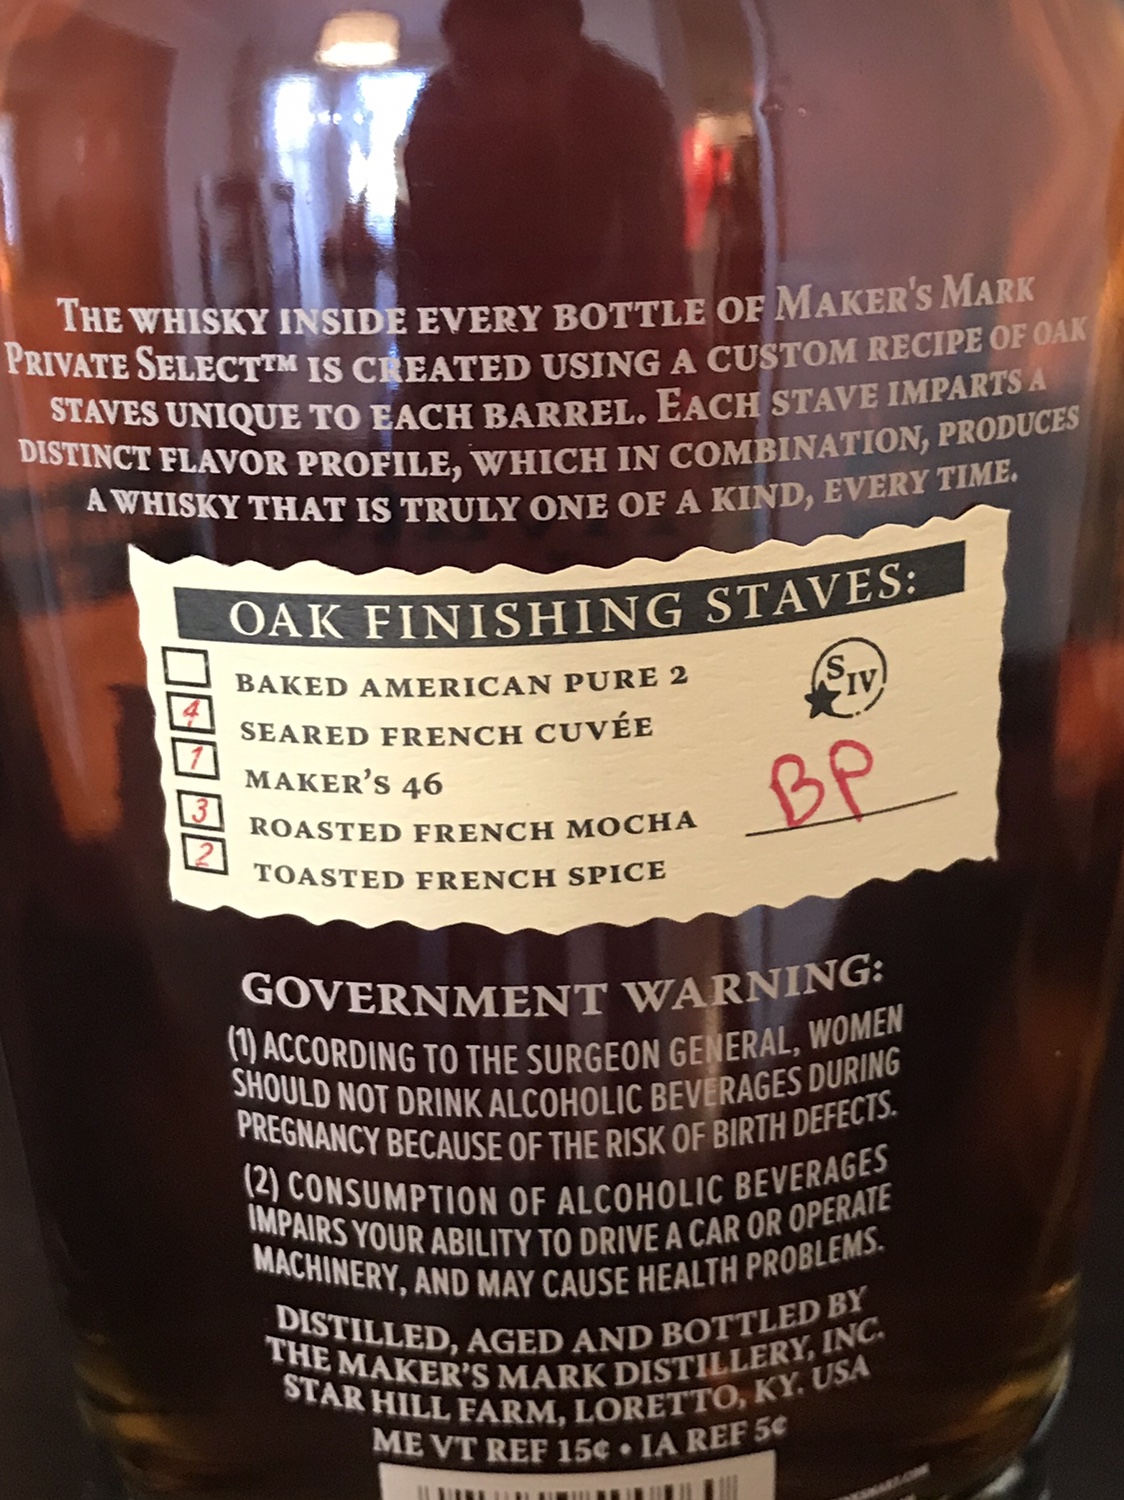 THE WHISKY INSIDE EVERY BOTTLE OF MAKER'S MARK
PRIVATE SELECT™ IS CREATED USING A CUSTOM RECIPE OF OAK
STAVES UNIQUE TO EACH BARREL. EACH STAVE IMPARTS A
DISTINCT FLAVOR PROFILE, WHICH IN COMBINATION, PRODUCES
A WHISKY THAT IS TRULY ONE OF A KIND, EVERY TIME.
OAK FINISHING STAVES:
BAKED AMERICAN PURE 2
4 SEARED FRENCH CUVÉE
1 MAKER'S 46
3 ROASTED FRENCH MOCHA
2 TOASTED FRENCH SPICE
S IV
BP
GOVERNMENT WARNING:
(1) ACCORDING TO THE SURGEON GENERAL, WOMEN
SHOULD NOT DRINK ALCOHOLIC BEVERAGES DURING
PREGNANCY BECAUSE OF THE RISK OF BIRTH DEFECTS.
(2) CONSUMPTION OF ALCOHOLIC BEVERAGES
IMPAIRS YOUR ABILITY TO DRIVE A CAR OR OPERATE
MACHINERY, AND MAY CAUSE HEALTH PROBLEMS.
DISTILLED, AGED AND BOTTLED BY
THE MAKER'S MARK DISTILLERY, INC.
STAR HILL FARM, LORETTO, KY. USA
ME VT REF 15¢ • IA REF 5¢